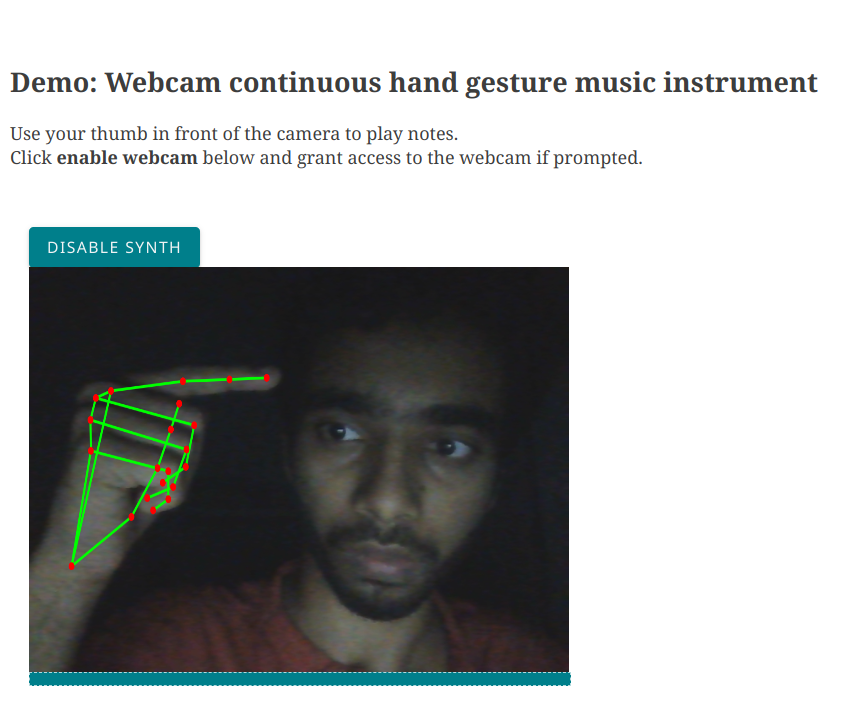 Demo: Webcam continuous hand gesture music instrument
Use your thumb in front of the camera to play notes.
Click enable webcam below and grant access to the webcam if prompted.
DISABLE SYNTH